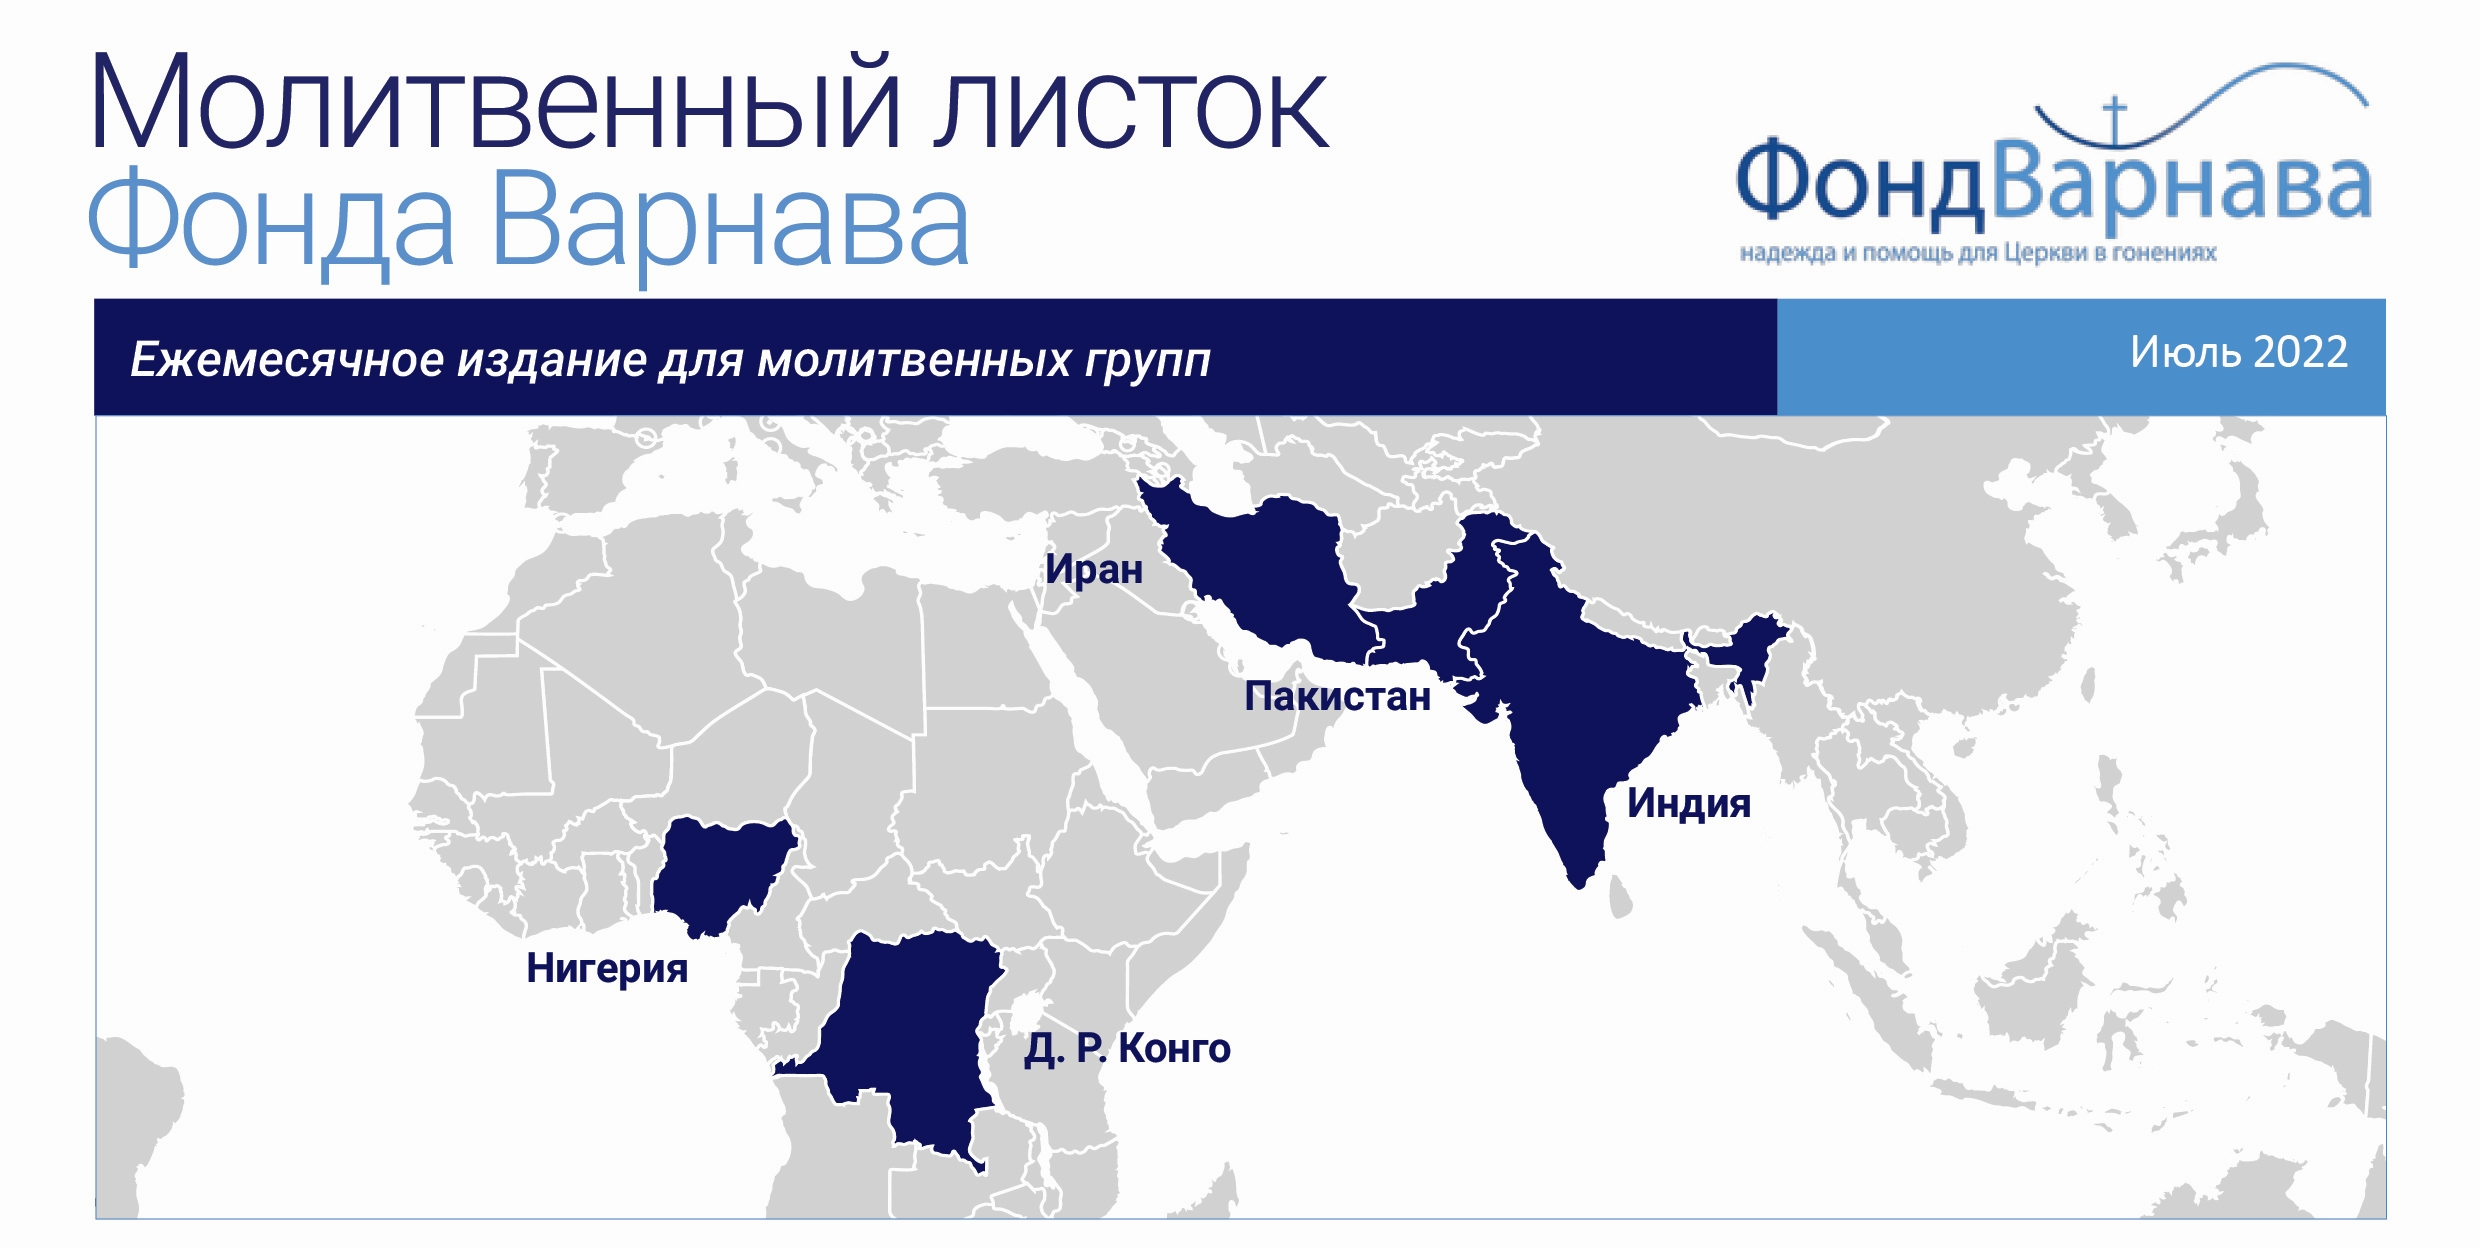 Молитвенный листок
Фонда Варнава
ФондВарнава
надежда и помощь для Церкви в гонениях
Ежемесячное издание для молитвенных групп
Июль 2022
Иран
Пакистан
Индия
Нигерия
Д. Р. Конго